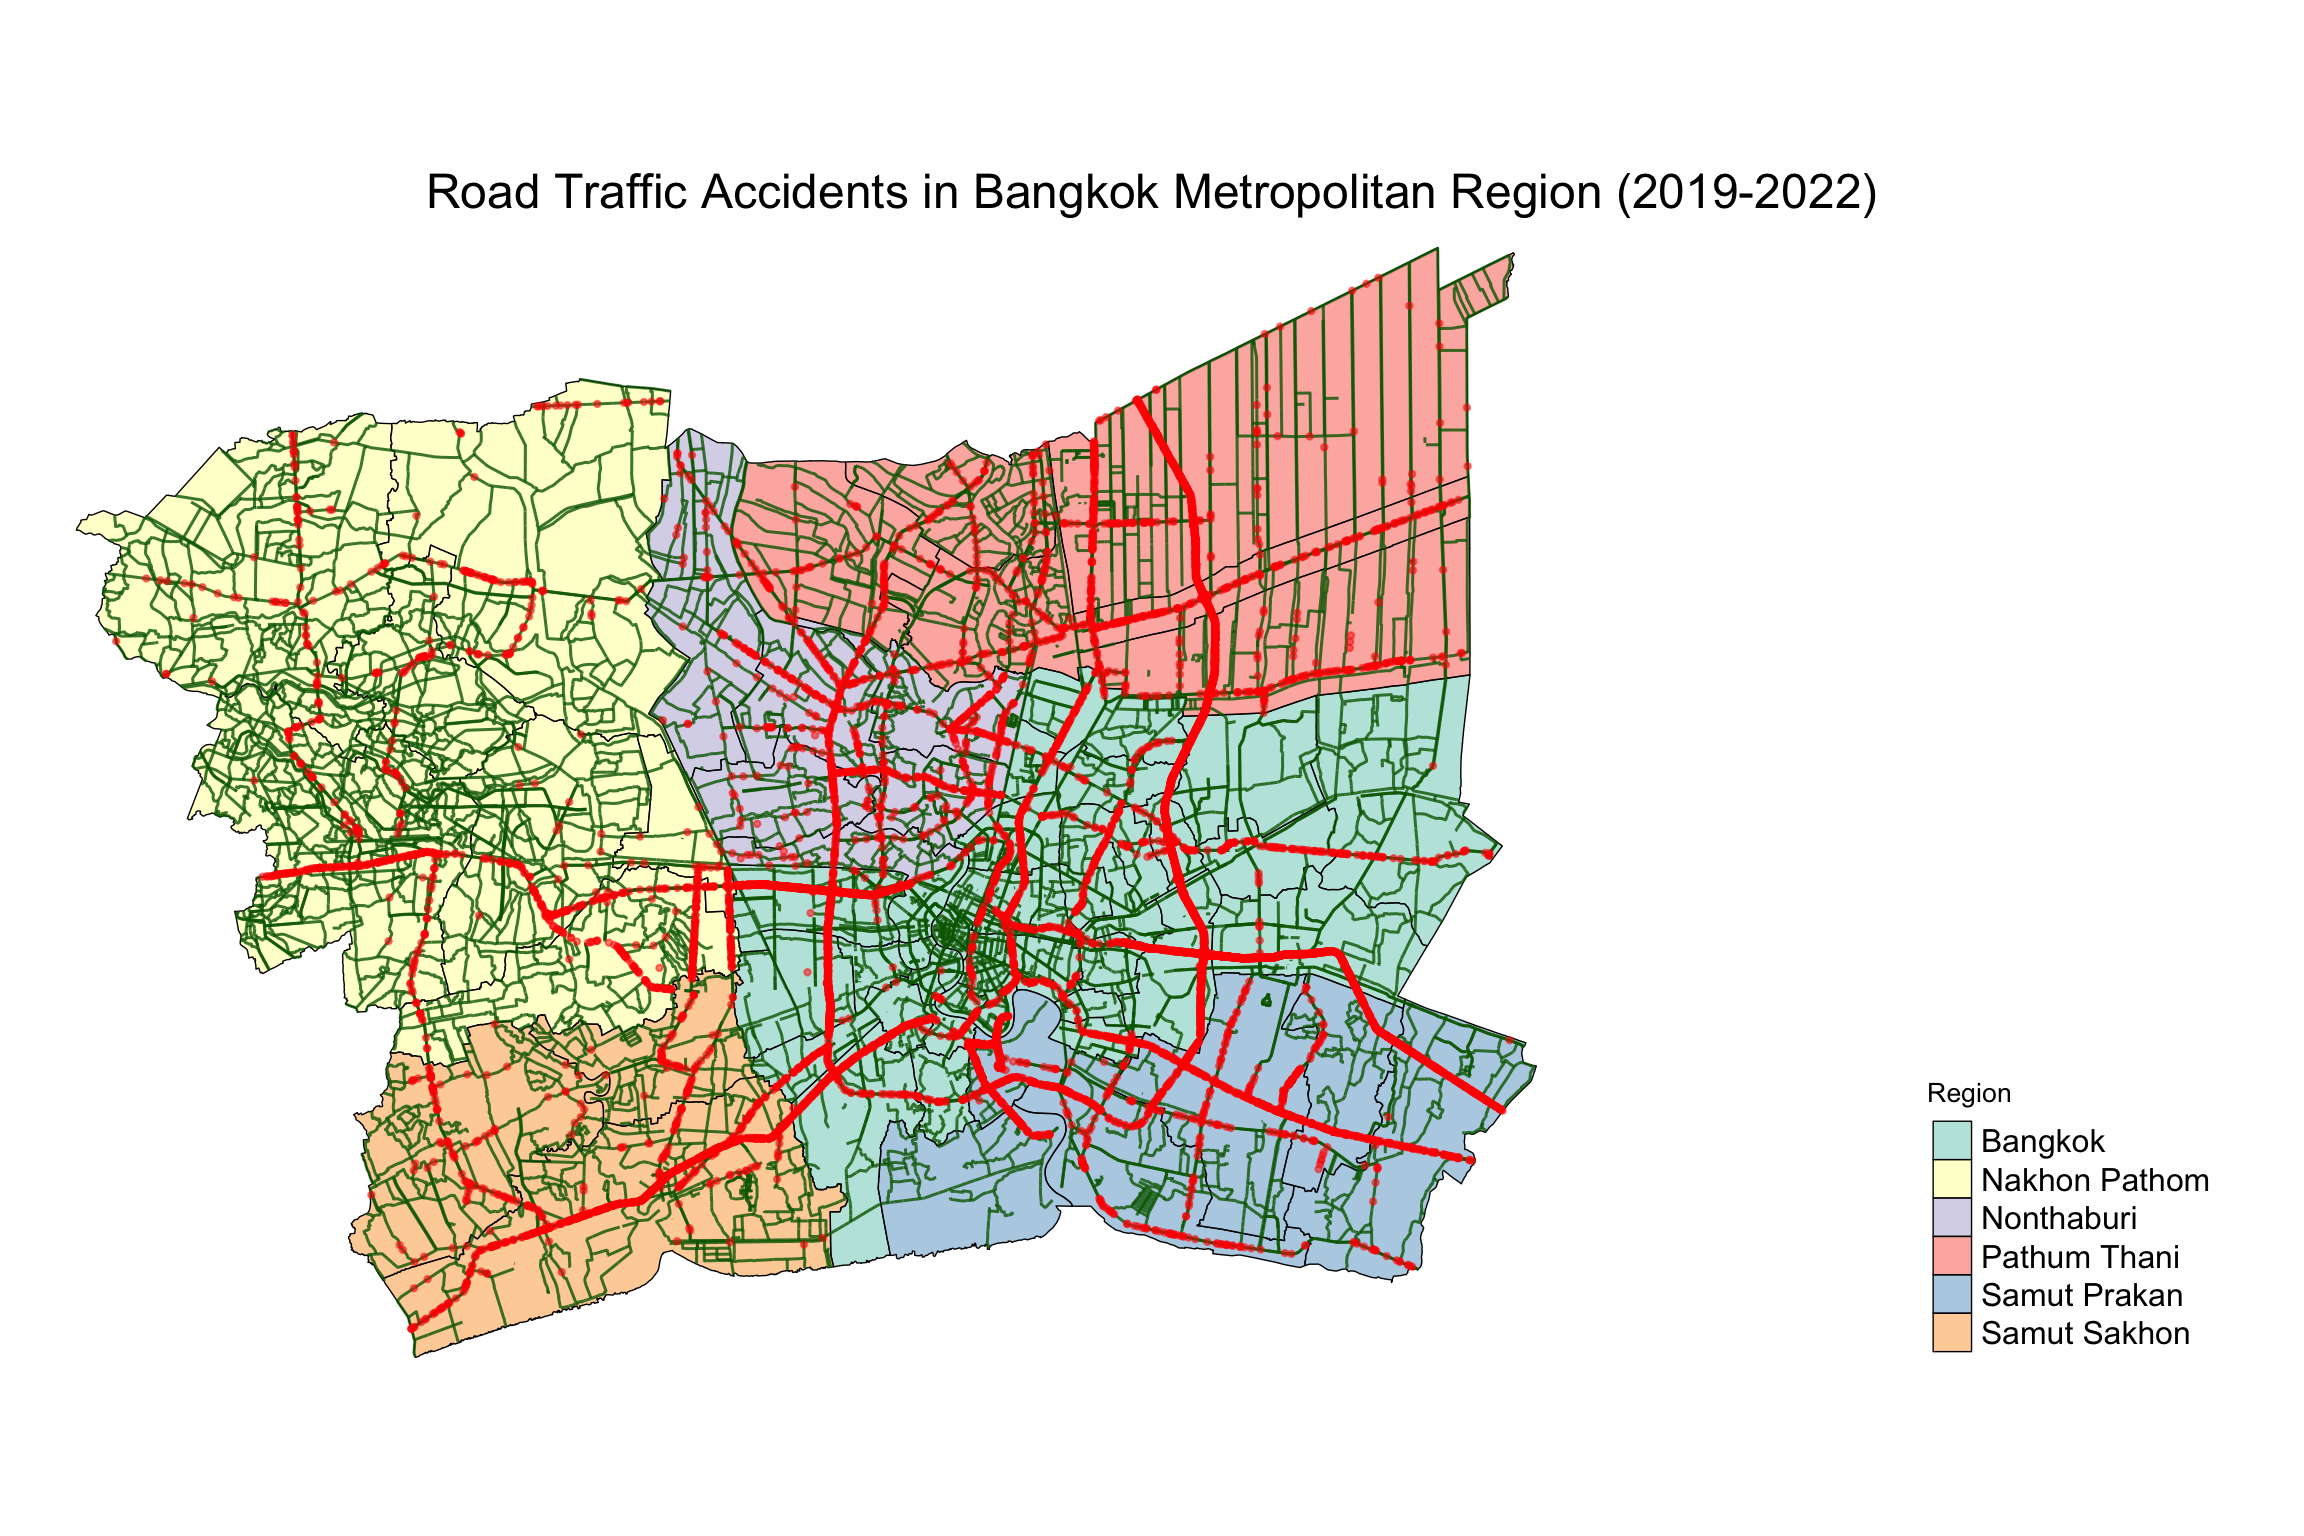 Road Traffic Accidents in Bangkok Metropolitan Region (2019-2022)
Region
Bangkok
Nakhon Pathom
Nonthaburi
Pathum Thani
Samut Prakan
Samut Sakhon